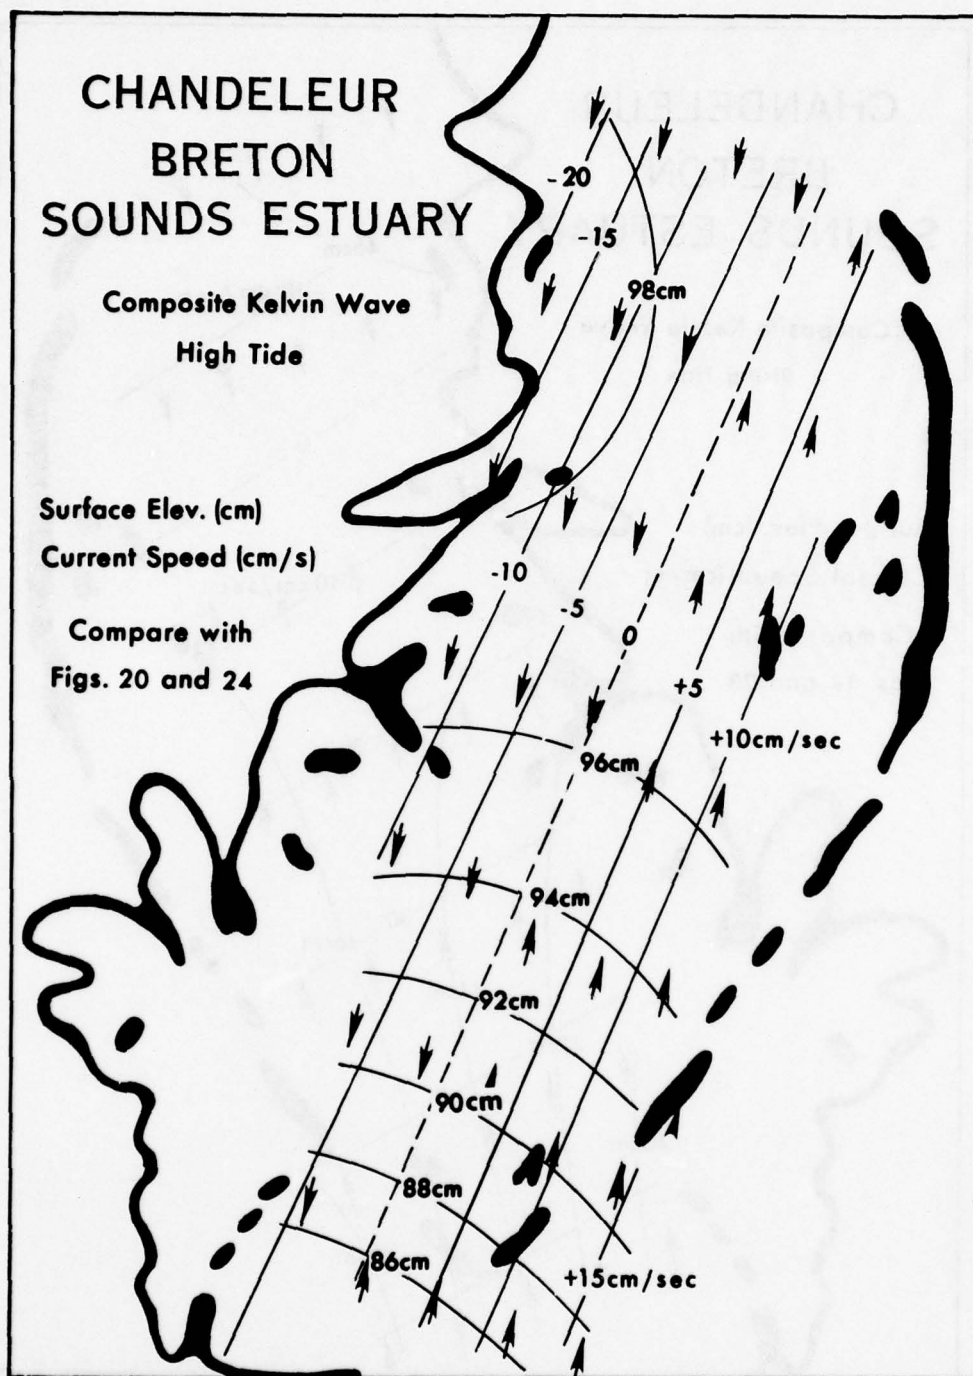 CHANDELEUR
BRETON
SOUNDS ESTUARY
Composite Kelvin Wave
High Tide
Surface Elev. (cm)
Current Speed (cm/s)
Compare with
Figs. 20 and 24
-20
-15
98cm
-10
-5
0
+5
+10cm/sec
96cm
94cm
92cm
90cm
88cm
86cm
+15cm/sec